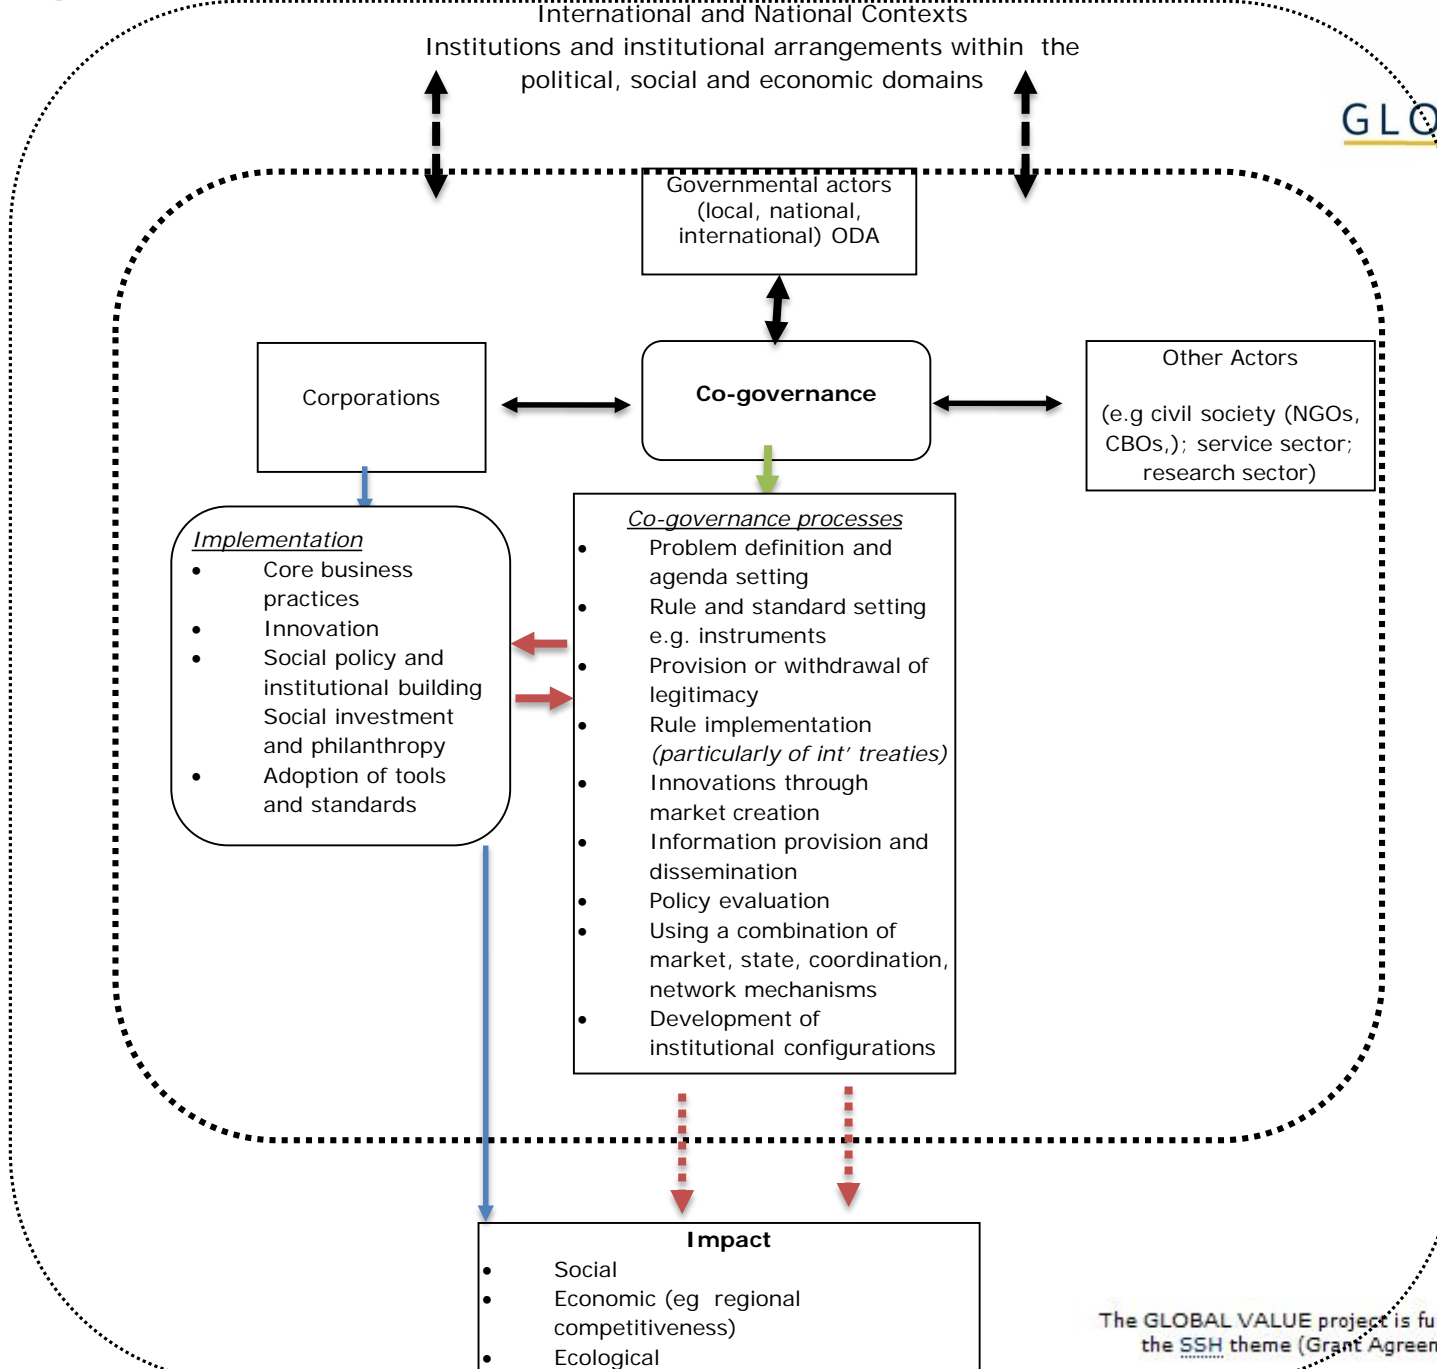 International and National Contexts
Institutions and institutional arrangements within the
political, social and economic domains
GLO
Governmental actors
(local, national,
international) ODA
Corporations
Co-governance
Other Actors
(e.g civil society (NGOs,
CBOs,); service sector;
research sector)
Implementation
• Core business
practices
• Innovation
• Social policy and
institutional building
Social investment
and philanthropy
• Adoption of tools
and standards
Co-governance processes
• Problem definition and
agenda setting
• Rule and standard setting
e.g. instruments
• Provision or withdrawal of
legitimacy
• Rule implementation
(particularly of int’ treaties)
• Innovations through
market creation
• Information provision and
dissemination
• Policy evaluation
• Using a combination of
market, state, coordination,
network mechanisms
• Development of
institutional configurations
Impact
• Social
• Economic (eg regional
competitiveness)
• Ecological
The GLOBAL VALUE project is fu
the SSH theme (Grant Agreem